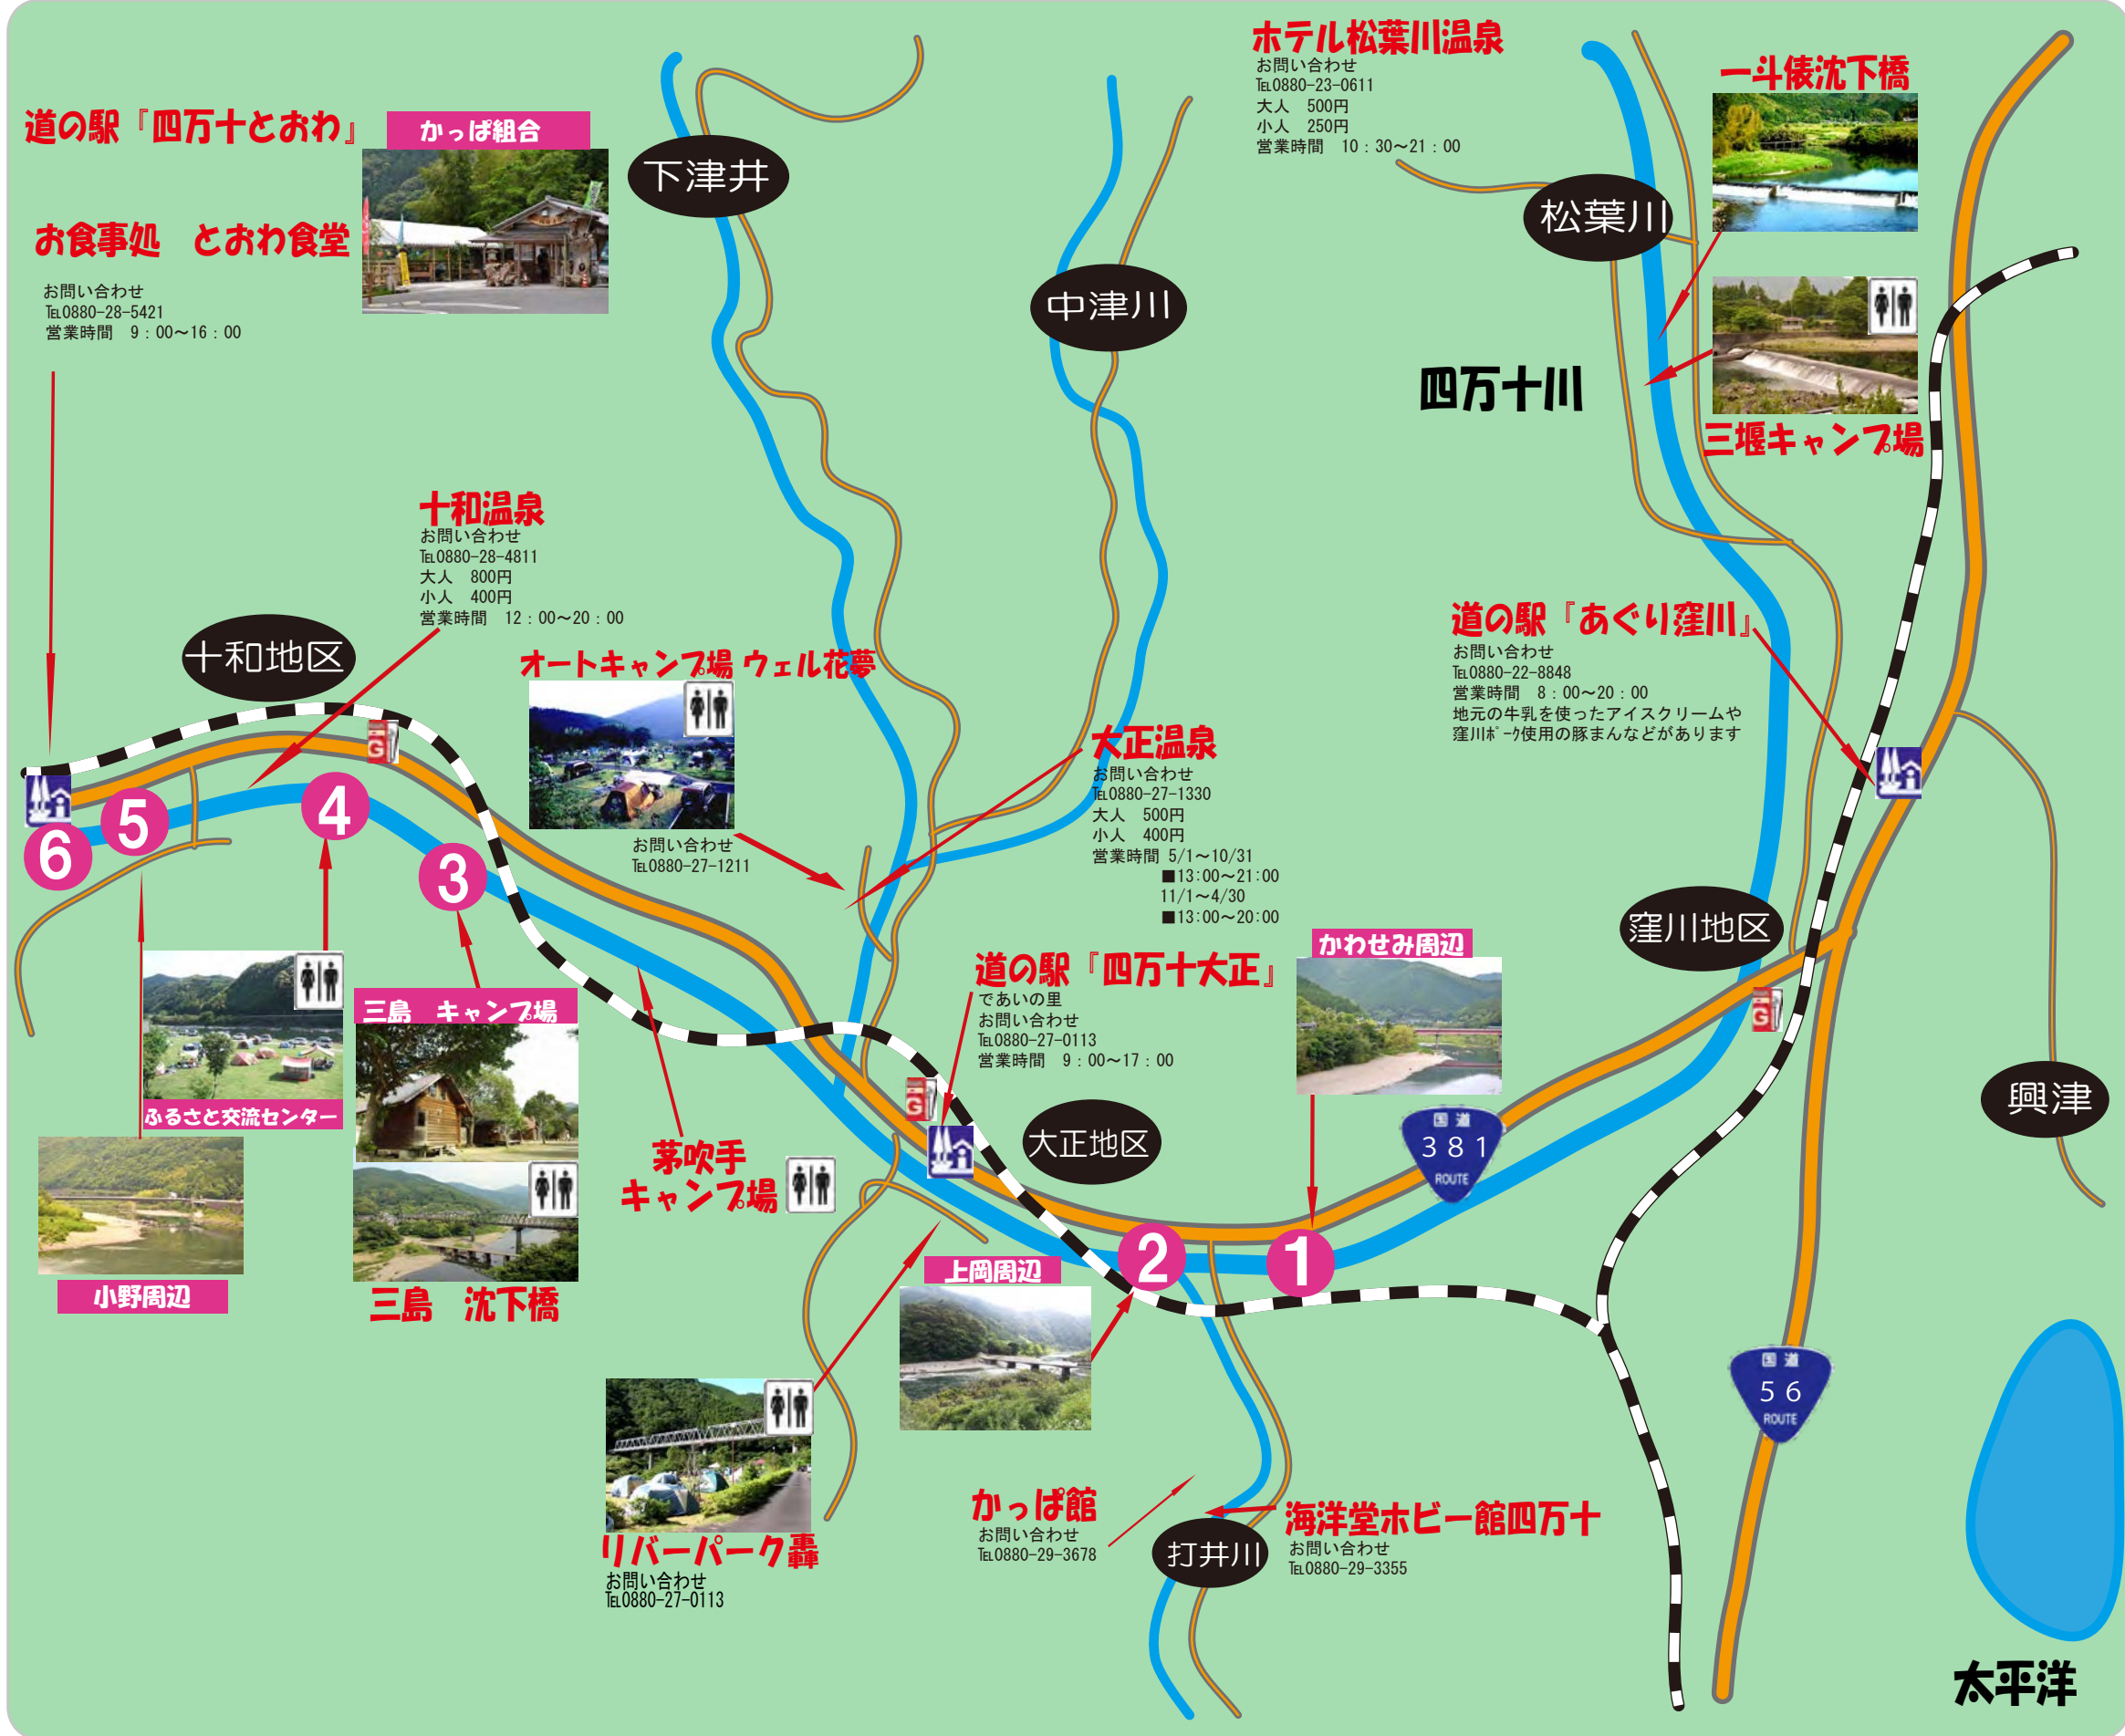 ホテル松葉川温泉
お問い合わせ
℡0880-23-0611
大人　500円
小人　250円
営業時間　10：30～21：00
一斗俵沈下橋
道の駅『四万十とおわ』
かっぱ組合
お食事処　とおわ食堂
お問い合わせ
℡0880-28-5421
営業時間　9：00～16：00
下津井
中津川
松葉川
四万十川
三堰キャンプ場
十和温泉
お問い合わせ
℡0880-28-4811
大人　800円
小人　400円
営業時間　12：00～20：00
十和地区
オートキャンプ場 ウェル花夢
お問い合わせ
℡0880-27-1211
道の駅『あぐり窪川』
お問い合わせ
℡0880-22-8848
営業時間　8：00～20：00
地元の牛乳を使ったアイスクリームや
窪川ﾎﾟｰｸ使用の豚まんなどがあります
大正温泉
お問い合わせ
℡0880-27-1330
大人　500円
小人　400円
営業時間 5/1～10/31
■13:00～21:00
11/1～4/30
■13:00～20:00
G
6
5
4
3
窪川地区
G
かわせみ周辺
道の駅『四万十大正』
であいの里
お問い合わせ
℡0880-27-0113
営業時間　9：00～17：00
G
大正地区
国道
381
ROUTE
興津
三島　キャンプ場
ふるさと交流センター
小野周辺
三島　沈下橋
茅吹手
キャンプ場
2
1
上岡周辺
国道
56
ROUTE
リバーパーク轟
お問い合わせ
℡0880-27-0113
かっぱ館
お問い合わせ
℡0880-29-3678
打井川
海洋堂ホビー館四万十
お問い合わせ
℡0880-29-3355
太平洋